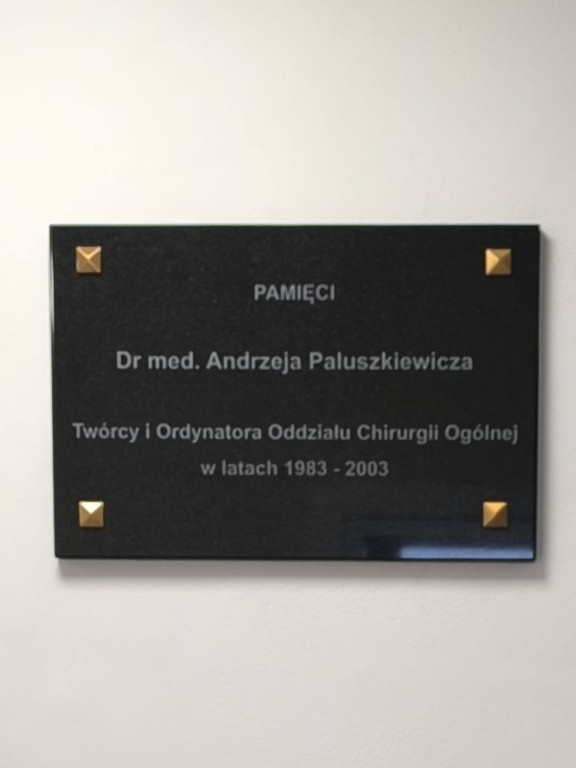 PAMIĘCI
Dr med. Andrzeja Paluszkiewicza
Twórcy i Ordynatora Oddziału Chirurgii Ogólnej
w latach 1983 - 2003